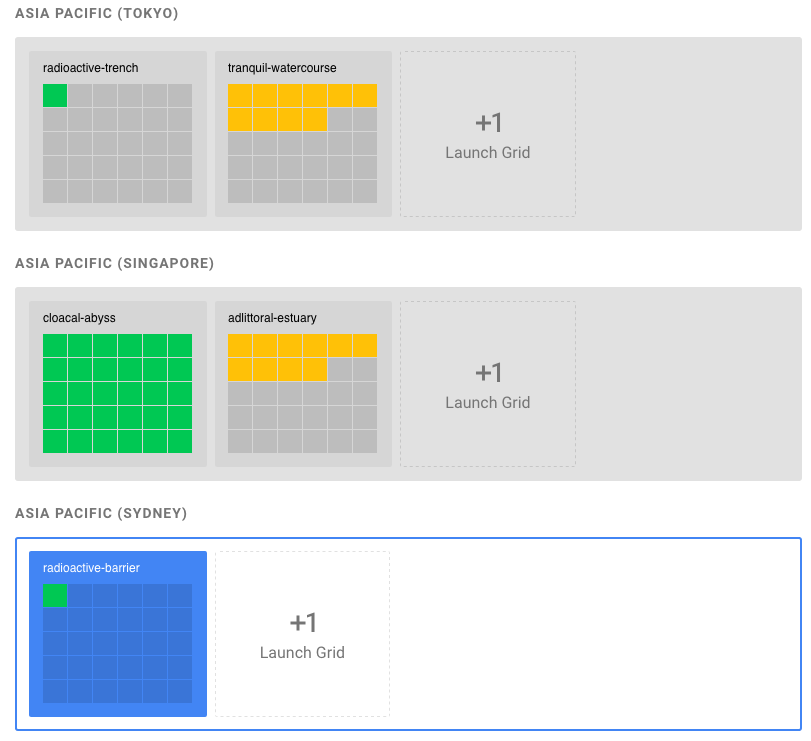 ASIA PACIFIC (TOKYO)
radioactive-trench
tranquil-watercourse
+1
Launch Grid
ASIA PACIFIC (SINGAPORE)
cloacal-abyss
adlittoral-estuary
+1
Launch Grid
ASIA PACIFIC (SYDNEY)
radioactive-barrier
+1
Launch Grid